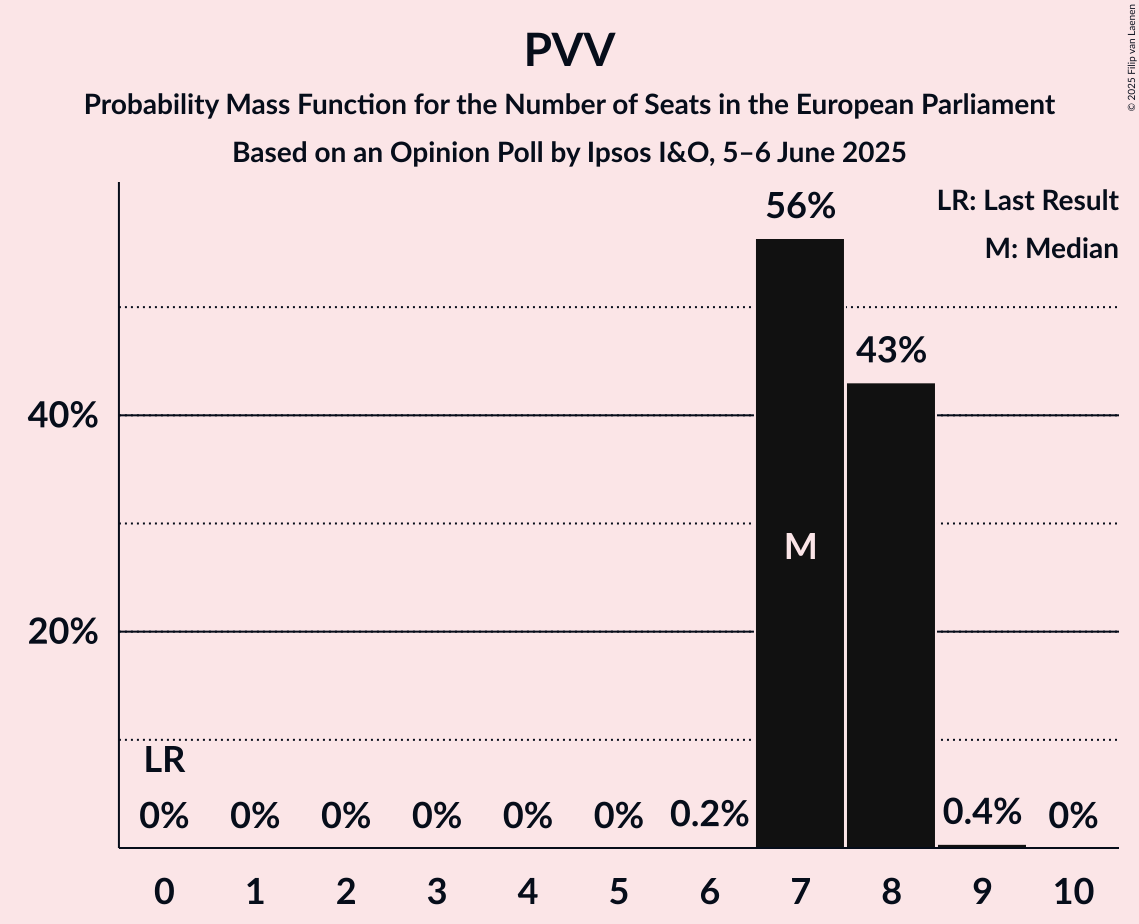 PVV
Probability Mass Function for the Number of Seats in the European Parliament
Based on an Opinion Poll by Ipsos I&O, 5–6 June 2025
© 2025 Filip van Laenen
LR: Last Result
M: Median
56%
43%
40%
M
20%
LR
0% 0% 0% 0% 0% 0% 0.2% 0.4% 0%
0 1 2 3 4 5 6 7 8 9 10